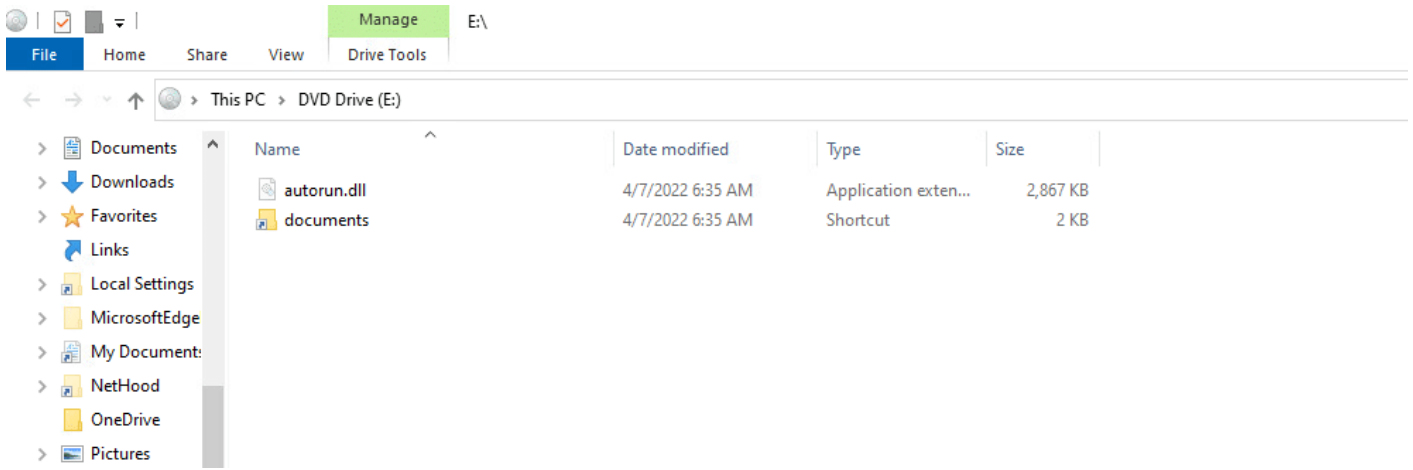 Manage E:\
File Home Share View Drive Tools
This PC > DVD Drive (E:)
Documents
Downloads
Favorites
Links
Local Settings
MicrosoftEdge
My Documents
NetHood
OneDrive
Pictures
Name Date modified Type Size
autorun.dll 4/7/2022 6:35 AM Application exten... 2,867 KB
documents 4/7/2022 6:35 AM Shortcut 2 KB